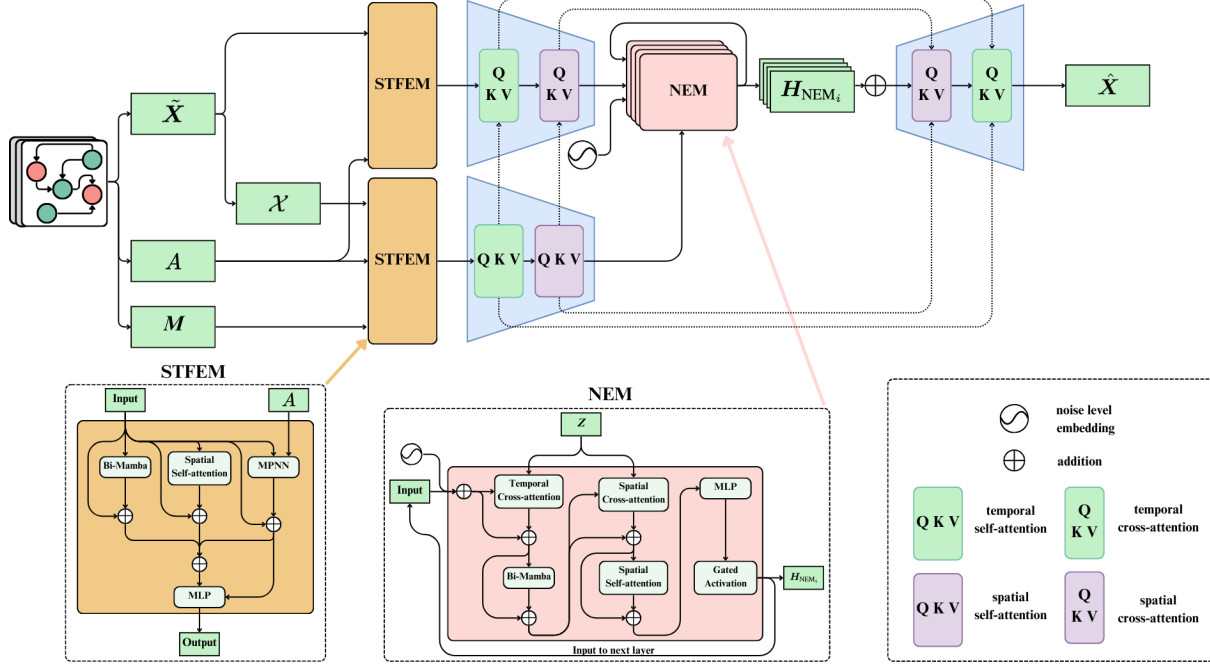 X̃
𝒳
A
M
STFEM
STFEM
Q
K V
Q
K V
Q K V
Q K V
NEM
H_NEM_i
Q
K V
Q
K V
X̂
STFEM
Input
A
Bi-Mamba
Spatial
Self-attention
MPNN
MLP
Output
NEM
Z
Input
Temporal
Cross-attention
Spatial
Cross-attention
MLP
Bi-Mamba
Spatial
Self-attention
Gated
Activation
H_NEM_i
Input to next layer
noise level
embedding
addition
Q K V
temporal
self-attention
Q
K V
temporal
cross-attention
Q K V
spatial
self-attention
Q
K V
spatial
cross-attention